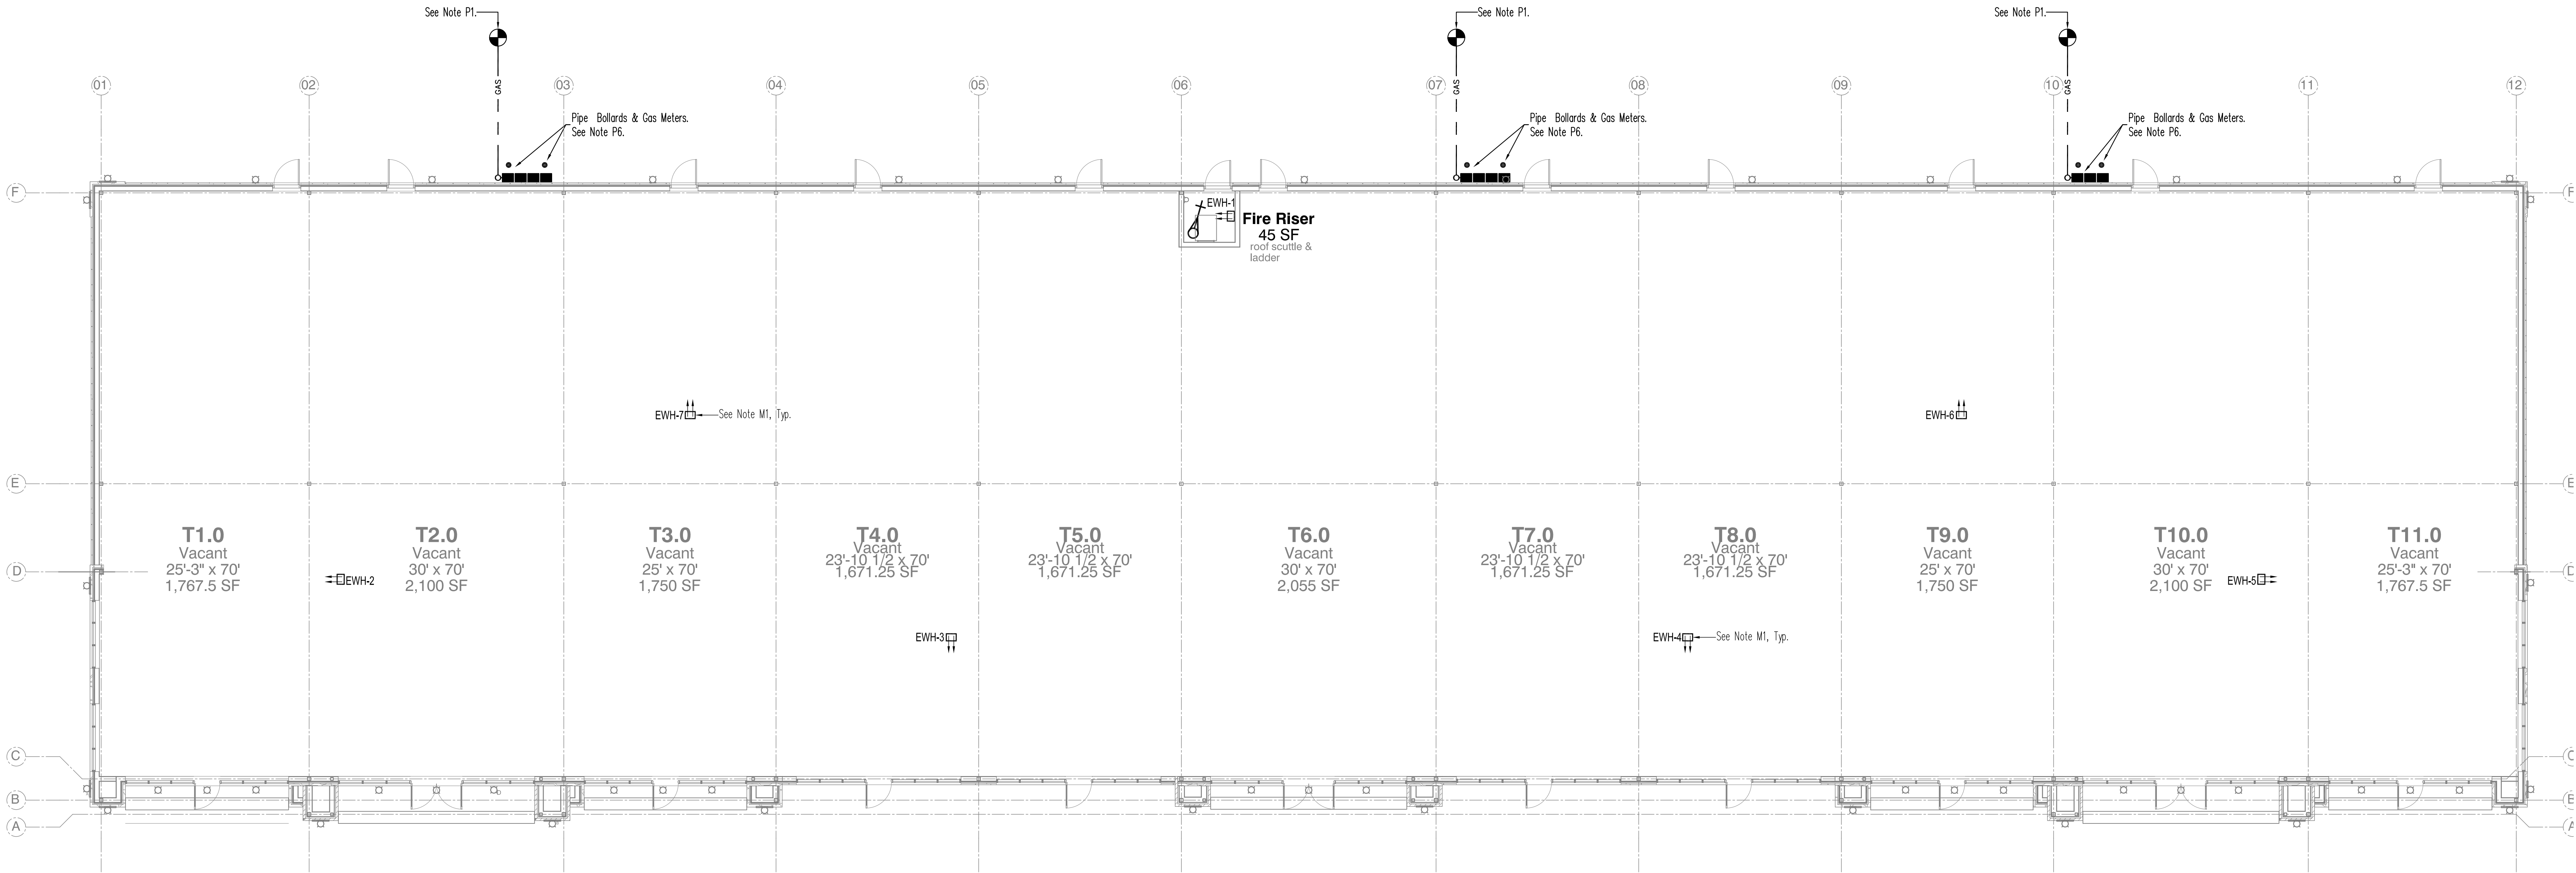 See Note P1.
See Note P1.
See Note P1.
01
02
03
04
05
06
07
08
09
10
11
12
GAS
GAS
GAS
Pipe Bollards & Gas Meters.
See Note P6.
Pipe Bollards & Gas Meters.
See Note P6.
Pipe Bollards & Gas Meters.
See Note P6.
F
F
EWH-1
Fire Riser
45 SF
roof scuttle &
ladder
EWH-7
See Note M1, Typ.
EWH-6
E
E
T1.0
Vacant
25'-3" x 70'
1,767.5 SF
EWH-2
T2.0
Vacant
30' x 70'
2,100 SF
T3.0
Vacant
25' x 70'
1,750 SF
T4.0
Vacant
23'-10 1/2 x 70'
1,671.25 SF
T5.0
Vacant
23'-10 1/2 x 70'
1,671.25 SF
T6.0
Vacant
30' x 70'
2,055 SF
T7.0
Vacant
23'-10 1/2 x 70'
1,671.25 SF
T8.0
Vacant
23'-10 1/2 x 70'
1,671.25 SF
T9.0
Vacant
25' x 70'
1,750 SF
T10.0
Vacant
30' x 70'
2,100 SF
EWH-5
T11.0
Vacant
25'-3" x 70'
1,767.5 SF
D
D
EWH-3
EWH-4
See Note M1, Typ.
C
C
B
B
A
A